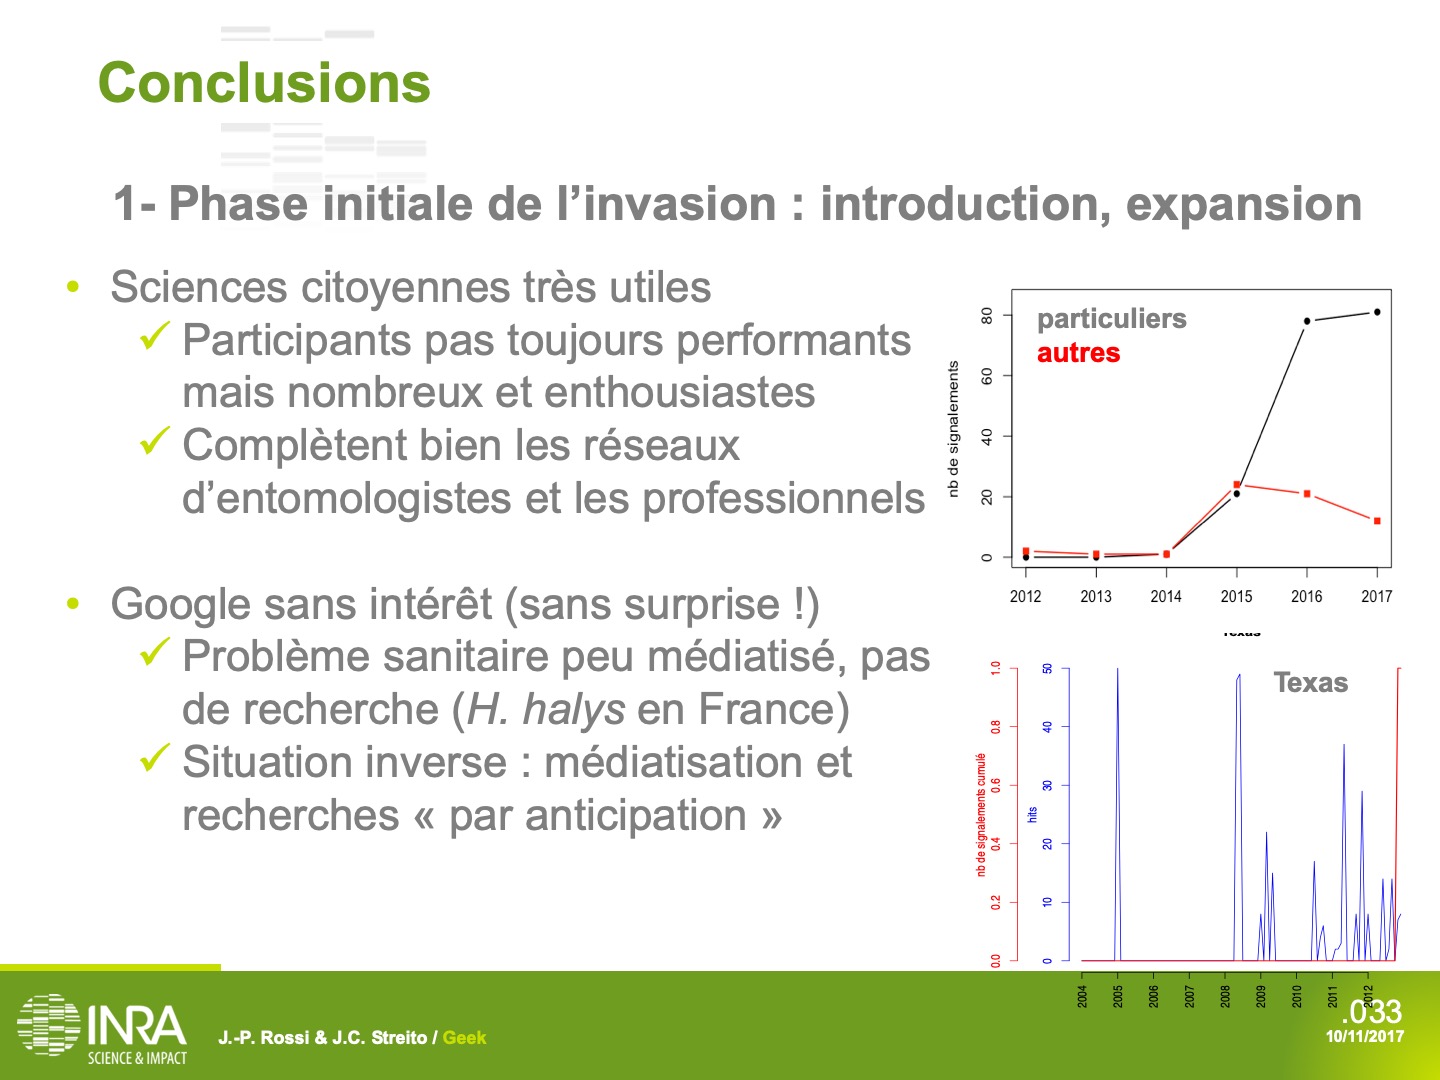 Conclusions
1- Phase initiale de l’invasion : introduction, expansion
• Sciences citoyennes très utiles
✓ Participants pas toujours performants
mais nombreux et enthousiastes
✓ Complètent bien les réseaux
d’entomologistes et les professionnels
• Google sans intérêt (sans surprise !)
✓ Problème sanitaire peu médiatisé, pas
de recherche (H. halys en France)
✓ Situation inverse : médiatisation et
recherches « par anticipation »
particuliers
autres
nb de signalements
0 20 40 60 80
2012 2013 2014 2015 2016 2017
Texas
Texas
nb de signalements cumulé
0.0 0.2 0.4 0.6 0.8 1.0
hits
0 10 20 30 40 50
2004 2005 2006 2007 2008 2009 2010 2011 2012
INRA
SCIENCE & IMPACT
J.-P. Rossi & J.C. Streito / Geek
.033
10/11/2017